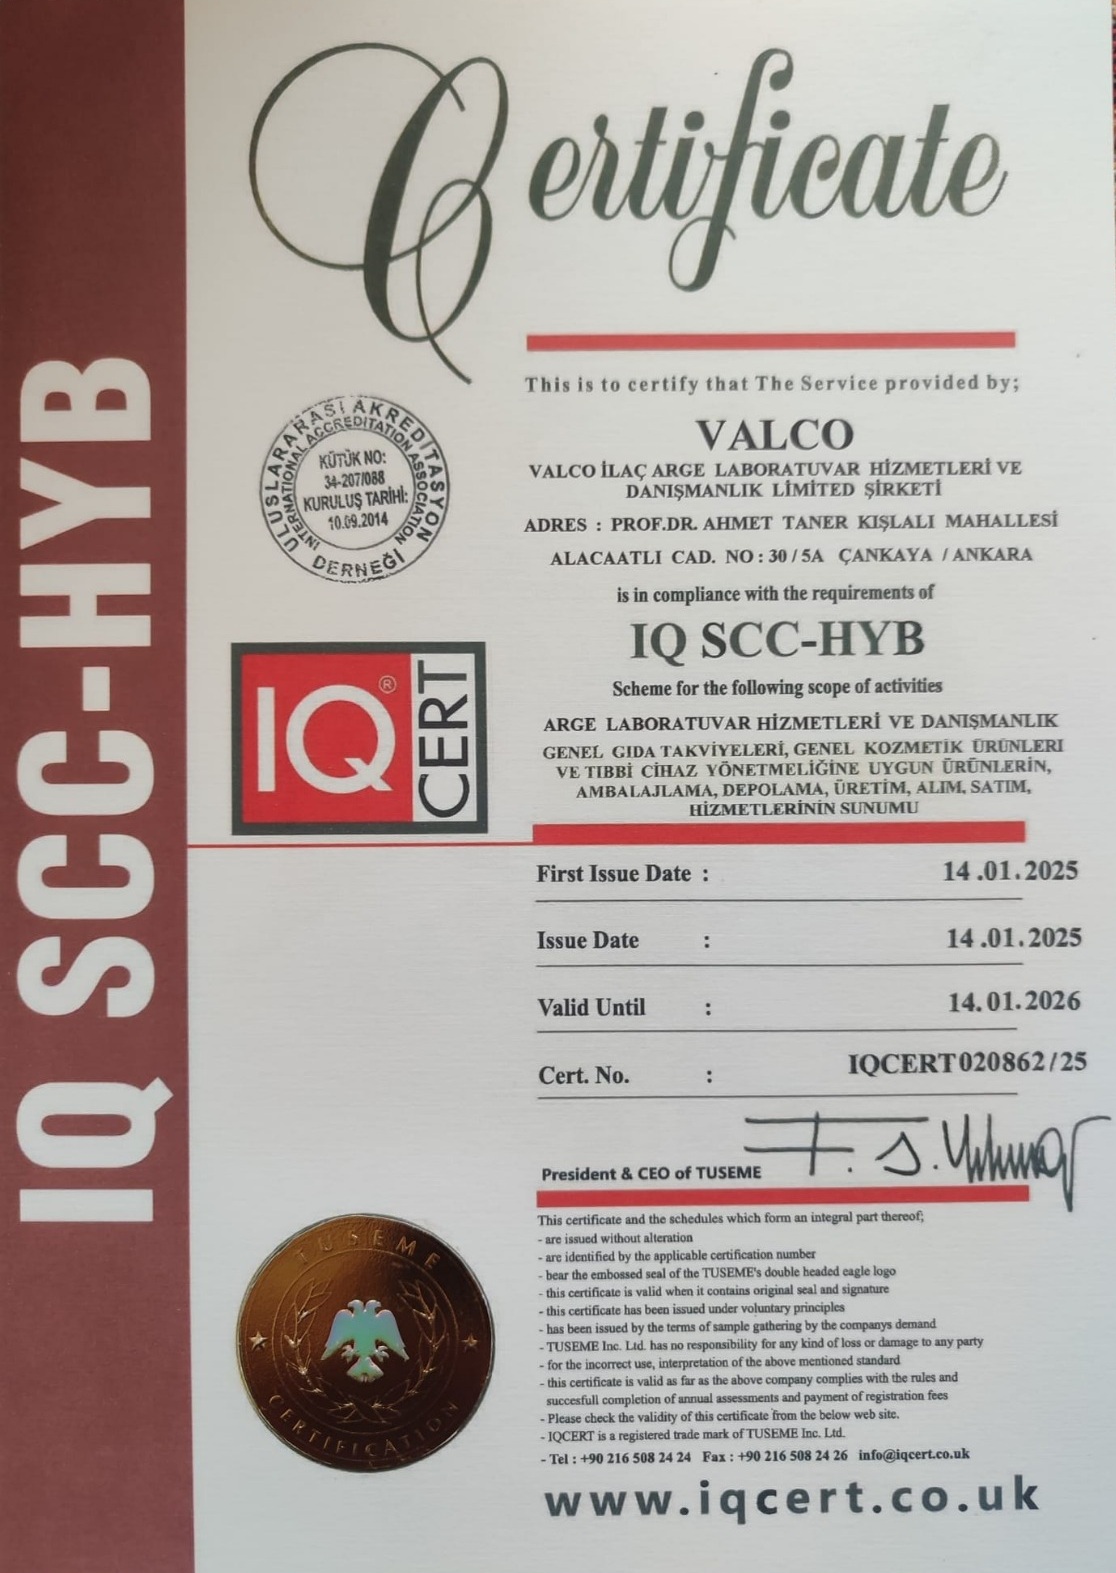 IQ SCC-HYB
Certificate
This is to certify that The Service provided by;
VALCO
VALCO İLAÇ ARGE LABORATUVAR HİZMETLERİ VE
DANIŞMANLIK LİMİTED ŞİRKETİ
ADRES : PROF.DR. AHMET TANER KIŞLALI MAHALLESİ
ALACAATLI CAD. NO : 30 / 5A ÇANKAYA / ANKARA
is in compliance with the requirements of
IQ SCC-HYB
Scheme for the following scope of activities
ARGE LABORATUVAR HİZMETLERİ VE DANIŞMANLIK
GENEL GIDA TAKVİYELERİ, GENEL KOZMETİK ÜRÜNLERI
VE TIBBİ CİHAZ YÖNETMELİĞİNE UYGUN ÜRÜNLERİN,
AMBALAJLAMA, DEPOLAMA, ÜRETİM, ALIM, SATIM,
HİZMETLERİNİN SUNUMU
ULUSLARARASI AKREDİTASYON DERNEĞİ
INTERNATIONAL ACCREDITATION ASSOCIATION
KÜTÜK NO:
34-207/088
KURULUŞ TARİHİ:
10.09.2014
IQ® CERT
First Issue Date : 14.01.2025
Issue Date : 14.01.2025
Valid Until : 14.01.2026
Cert. No. : IQCERT020862/25
President & CEO of TUSEME
This certificate and the schedules which form an integral part thereof;
- are issued without alteration
- are identified by the applicable certification number
- bear the embossed seal of the TUSEME's double headed eagle logo
- this certificate is valid when it contains original seal and signature
- this certificate has been issued under voluntary principles
- has been issued by the terms of sample gathering by the companys demand
- TUSEME Inc. Ltd. has no responsibility for any kind of loss or damage to any party
- for the incorrect use, interpretation of the above mentioned standard
- this certificate is valid as far as the above company complies with the rules and
succesfull completion of annual assessments and payment of registration fees
- Please check the validity of this certificate from the below web site.
- IQCERT is a registered trade mark of TUSEME Inc. Ltd.
- Tel : +90 216 508 24 24 Fax : +90 216 508 24 26 info@iqcert.co.uk
www.iqcert.co.uk
TUSEME
CERTIFICATION